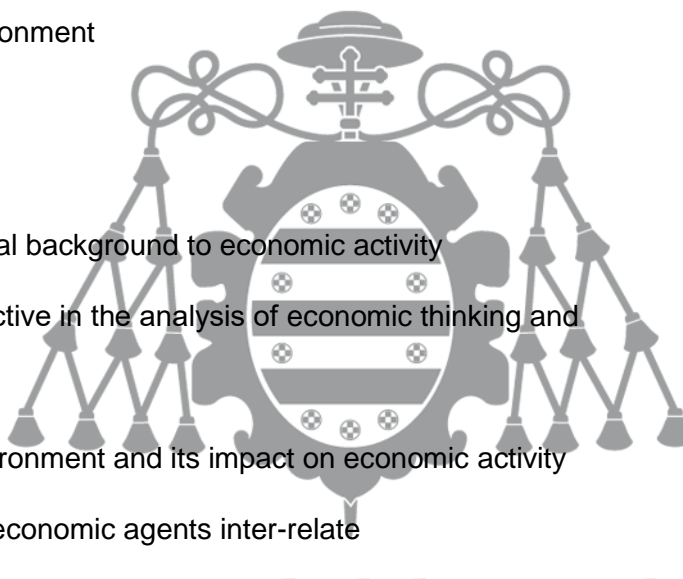 onment
al background to economic activity
ctive in the analysis of economic thinking and
ronment and its impact on economic activity
economic agents inter-relate